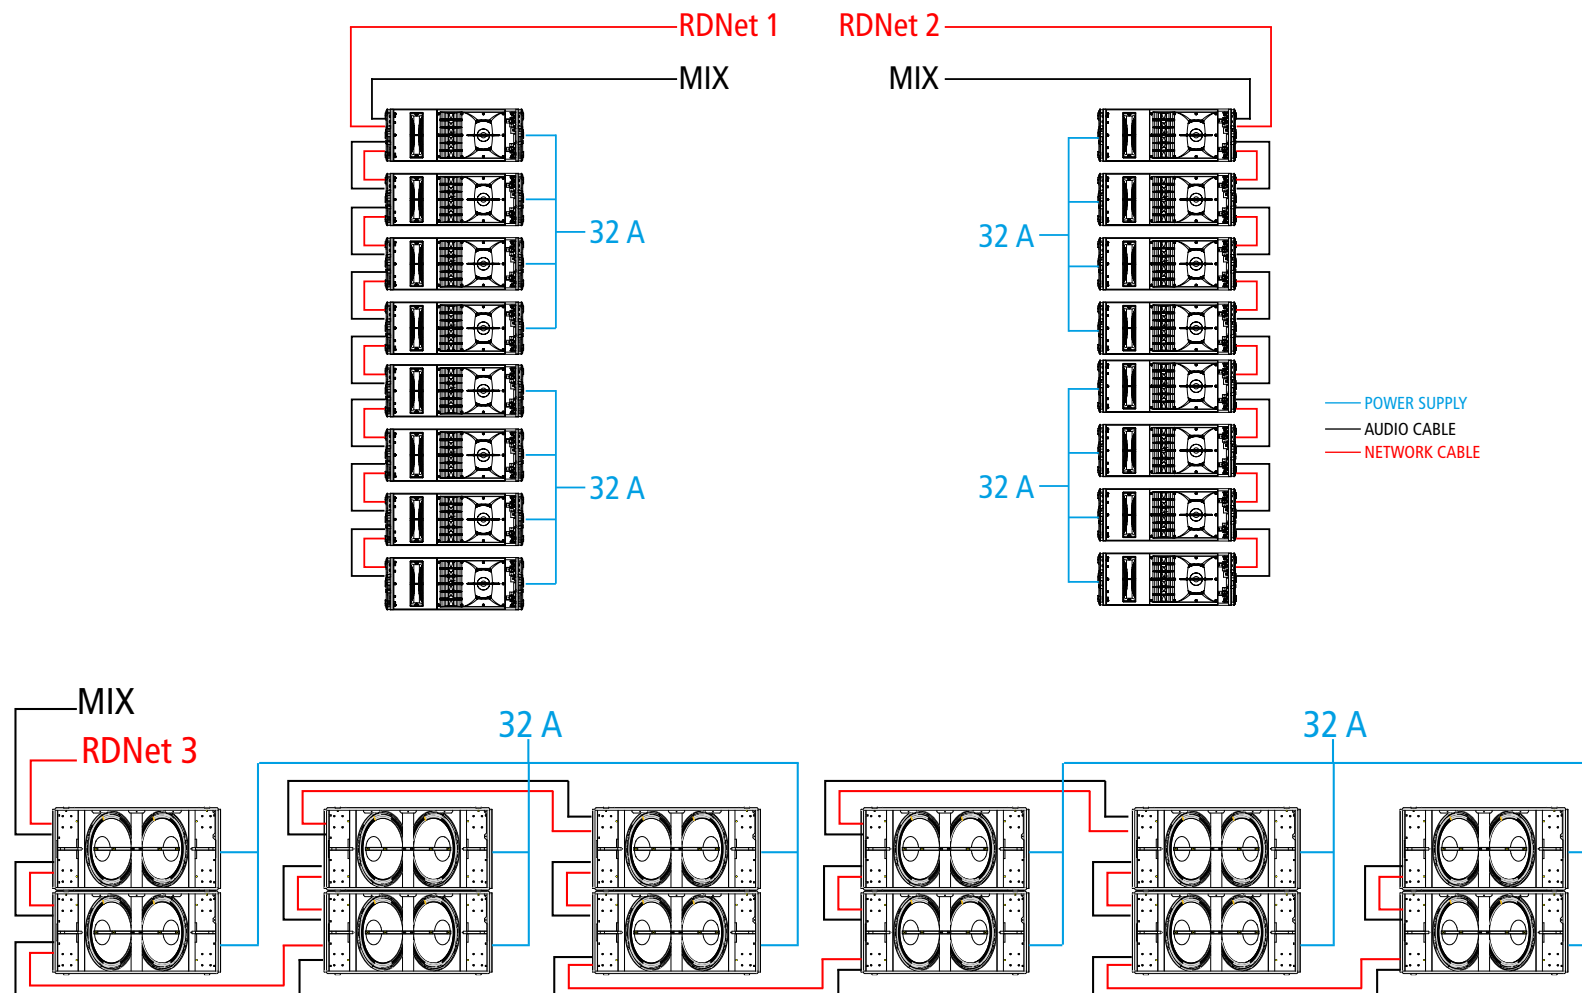 RDNet 1
RDNet 2
MIX
MIX
32 A
32 A
POWER SUPPLY
AUDIO CABLE
NETWORK CABLE
32 A
32 A
MIX
RDNet 3
32 A
32 A